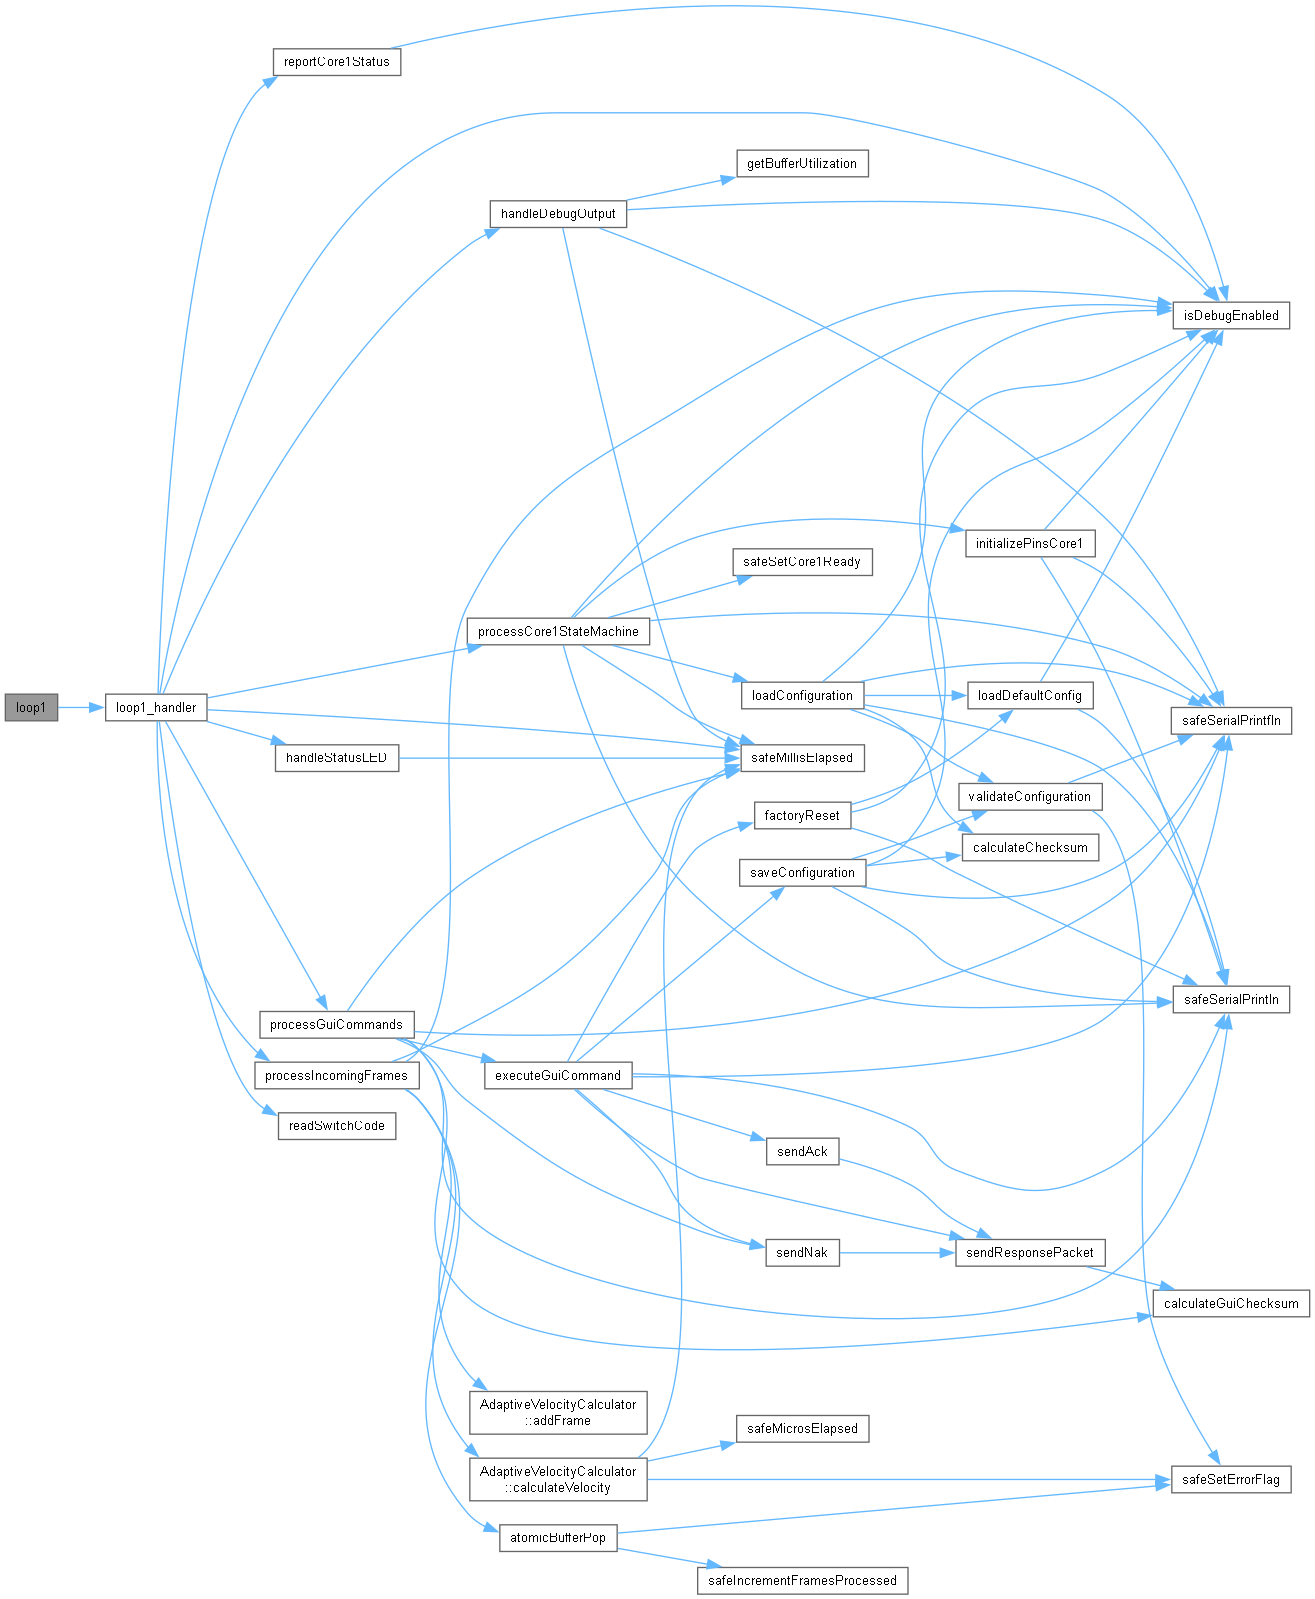 reportCore1Status
getBufferUtilization
handleDebugOutput
isDebugEnabled
initializePinsCore1
safeSetCore1Ready
processCore1StateMachine
loadConfiguration
loadDefaultConfig
loop1
loop1_handler
safeSerialPrintfln
handleStatusLED
safeMillisElapsed
validateConfiguration
factoryReset
calculateChecksum
saveConfiguration
safeSerialPrintln
processGuiCommands
processIncomingFrames
executeGuiCommand
readSwitchCode
sendAck
sendNak
sendResponsePacket
calculateGuiChecksum
AdaptiveVelocityCalculator
::addFrame
safeMicrosElapsed
AdaptiveVelocityCalculator
::calculateVelocity
safeSetErrorFlag
atomicBufferPop
safeIncrementFramesProcessed